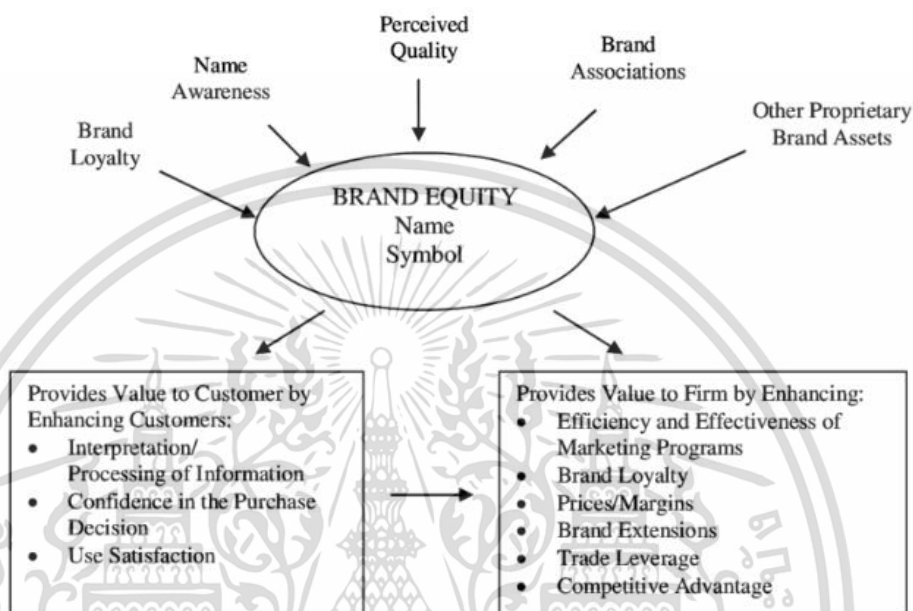 Perceived
Quality
Brand
Associations
Name
Awareness
Other Proprietary
Brand Assets
Brand
Loyalty
BRAND EQUITY
Name
Symbol
Provides Value to Customer by
Enhancing Customers:
• Interpretation/
Processing of Information
• Confidence in the Purchase
Decision
• Use Satisfaction
Provides Value to Firm by Enhancing:
• Efficiency and Effectiveness of
Marketing Programs
• Brand Loyalty
• Prices/Margins
• Brand Extensions
• Trade Leverage
• Competitive Advantage